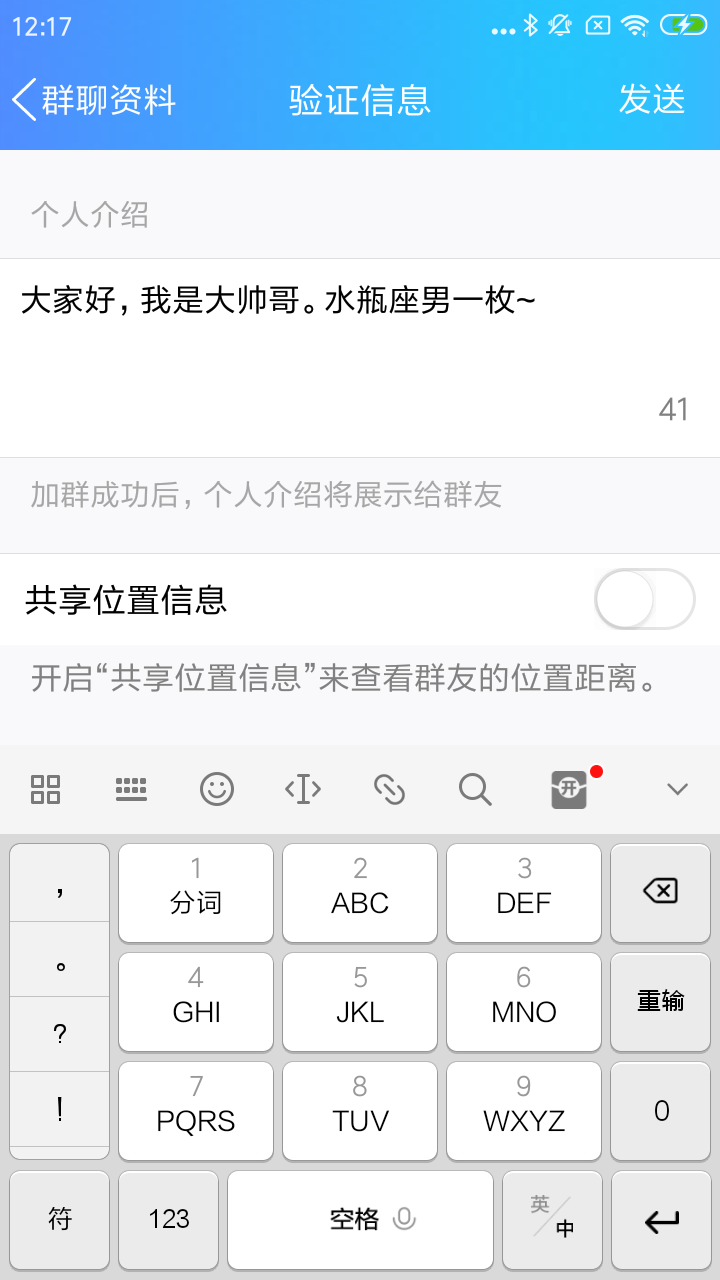 12:17
群聊资料 验证信息 发送
个人介绍
大家好，我是大帅哥。水瓶座男一枚~
41
加群成功后，个人介绍将展示给群友
共享位置信息
开启“共享位置信息”来查看群友的位置距离。
开
， 1 2 3
分词 ABC DEF
。 4 5 6
GHI JKL MNO 重输
？
7 8 9
！ PQRS TUV WXYZ 0
符 123 空格 英/中